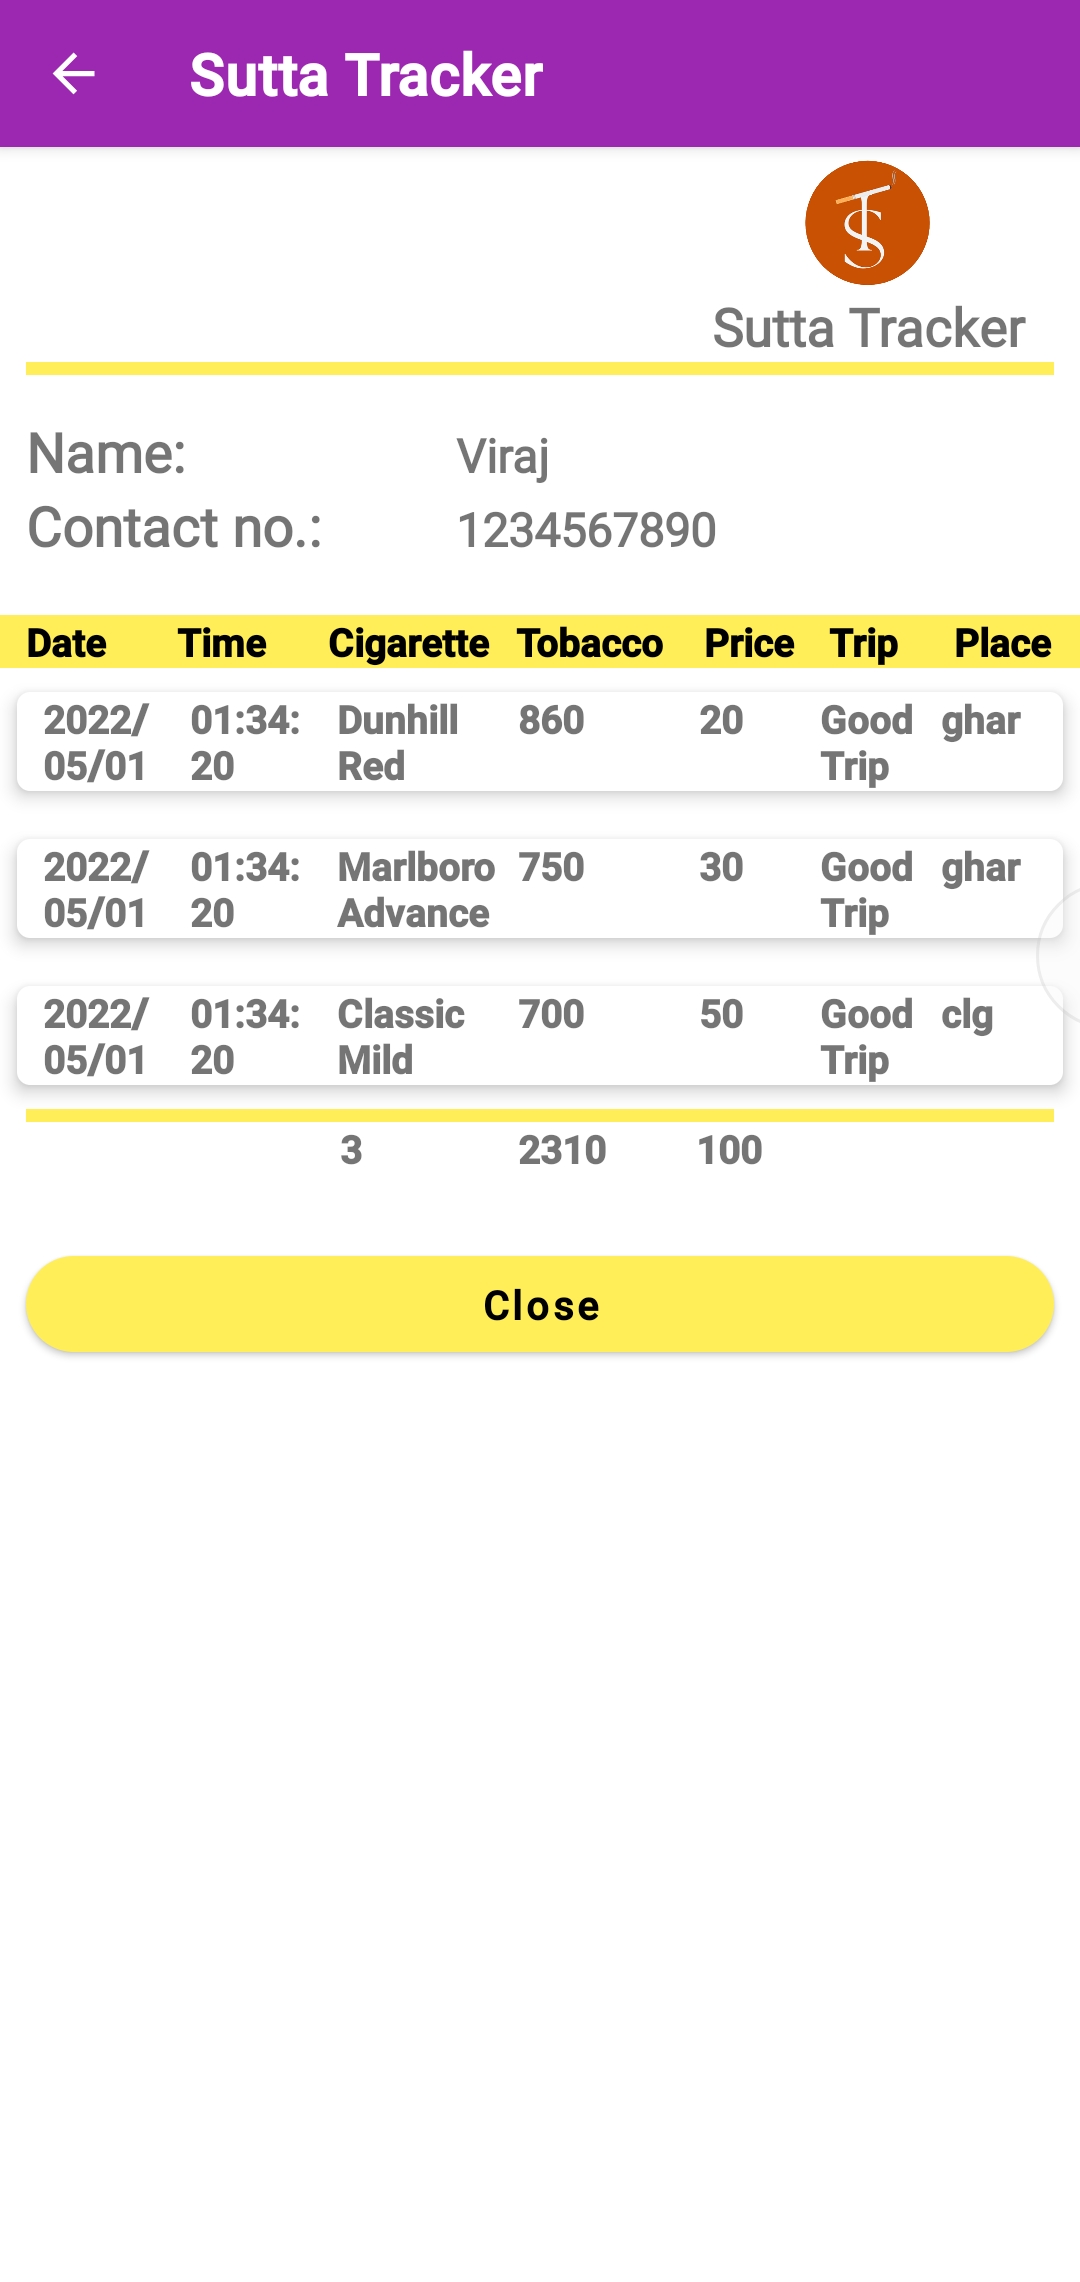 Sutta Tracker
TS
Sutta Tracker
Name: Viraj
Contact no.: 1234567890
Date Time Cigarette Tobacco Price Trip Place
2022/ 01:34: Dunhill 860 20 Good ghar
05/01 20 Red Trip
2022/ 01:34: Marlboro 750 30 Good ghar
05/01 20 Advance Trip
2022/ 01:34: Classic 700 50 Good clg
05/01 20 Mild Trip
3 2310 100
Close